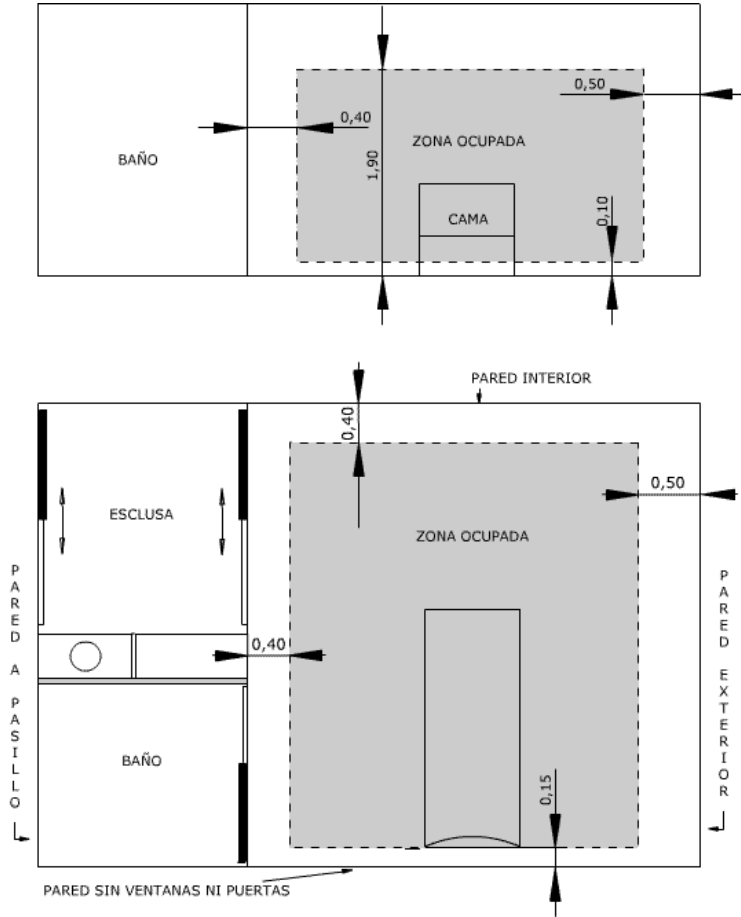 0,50
0,40
ZONA OCUPADA
BAÑO
1,90
0,10
CAMA
PARED INTERIOR
0,40
0,50
ESCLUSA
ZONA OCUPADA
PARED A PASILLO
PARED EXTERIOR
0,40
BAÑO
0,15
PARED SIN VENTANAS NI PUERTAS